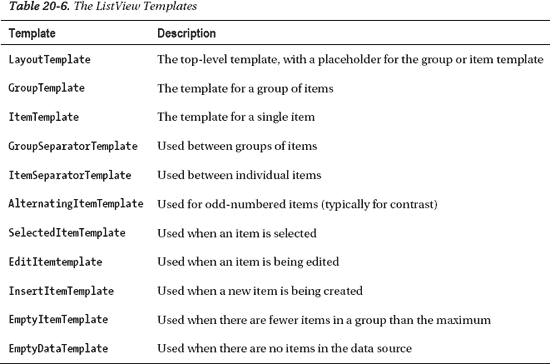 Table 20-6. The ListView Templates
Template Description
LayoutTemplate The top-level template, with a placeholder for the group or item template
GroupTemplate The template for a group of items
ItemTemplate The template for a single item
GroupSeparatorTemplate Used between groups of items
ItemSeparatorTemplate Used between individual items
AlternatingItemTemplate Used for odd-numbered items (typically for contrast)
SelectedItemTemplate Used when an item is selected
EditItemtemplate Used when an item is being edited
InsertItemTemplate Used when a new item is being created
EmptyItemTemplate Used when there are fewer items in a group than the maximum
EmptyDataTemplate Used when there are no items in the data source